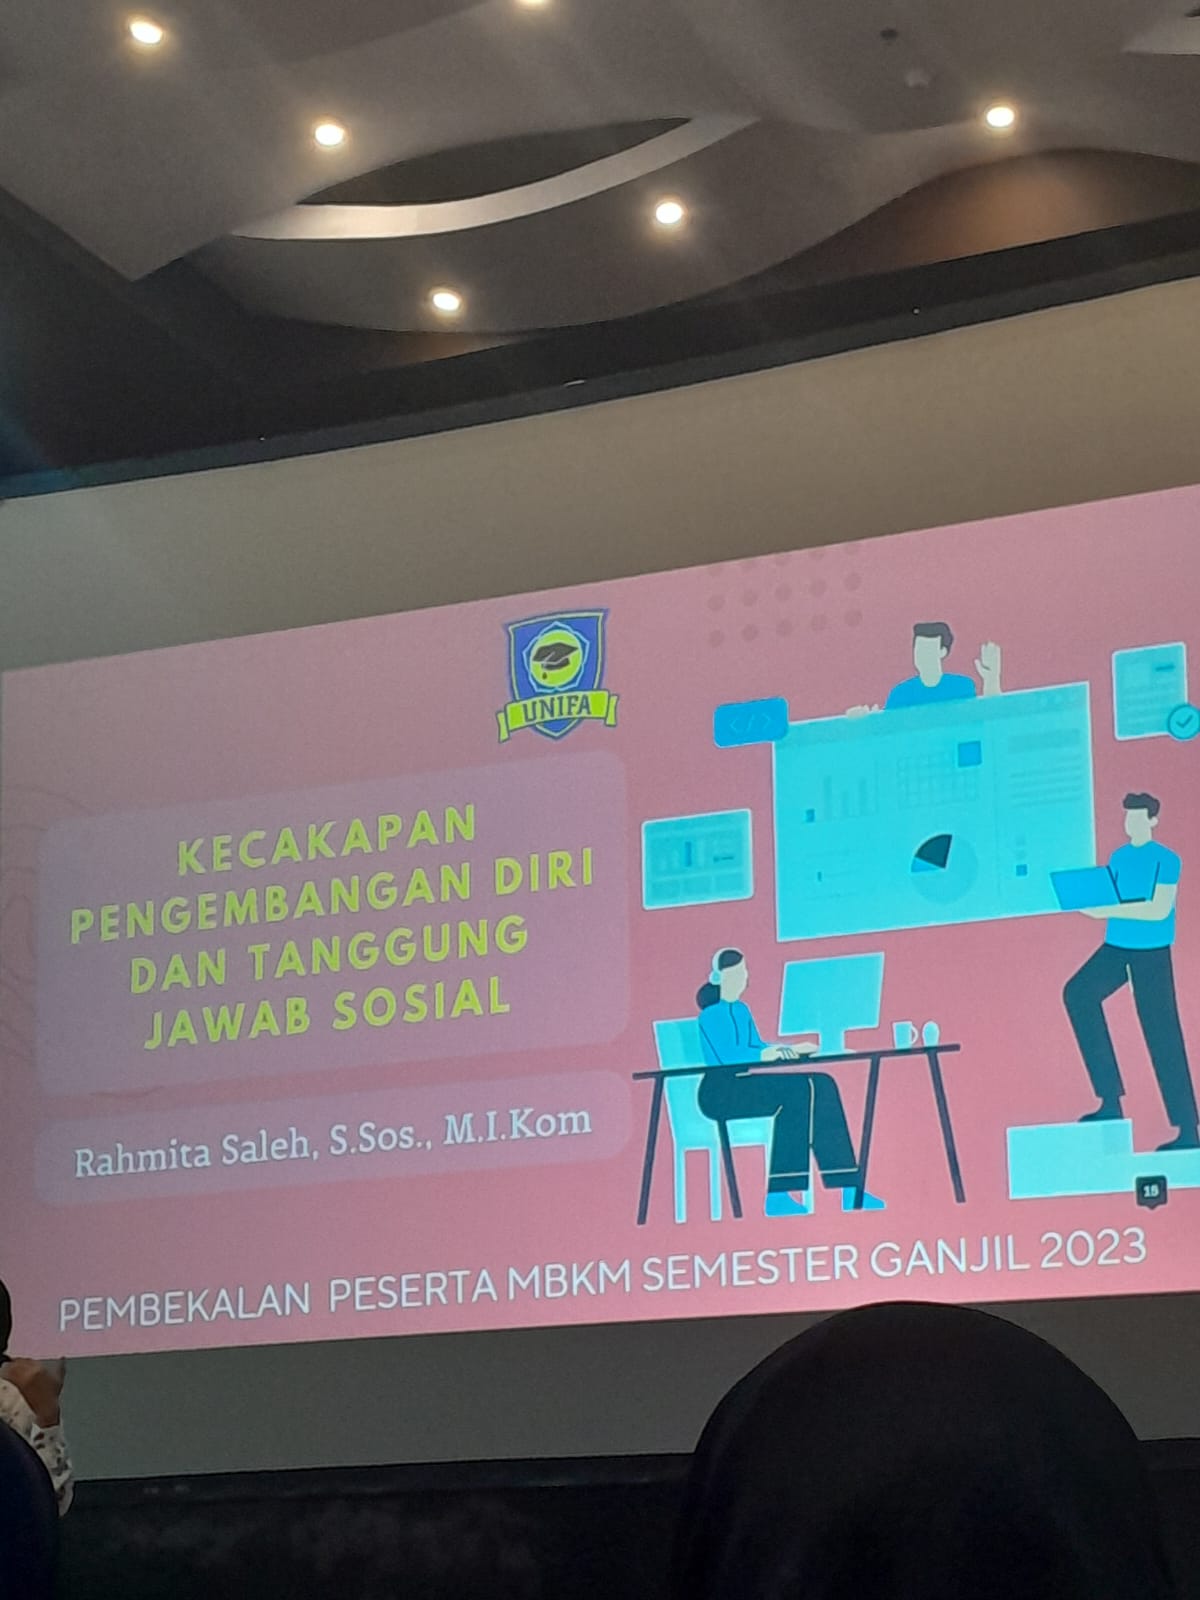 UNIFA
KECAKAPAN
PENGEMBANGAN DIRI
DAN TANGGUNG
JAWAB SOSIAL
Rahmita Saleh, S.Sos., M.I.Kom
15
PEMBEKALAN PESERTA MBKM SEMESTER GANJIL 2023